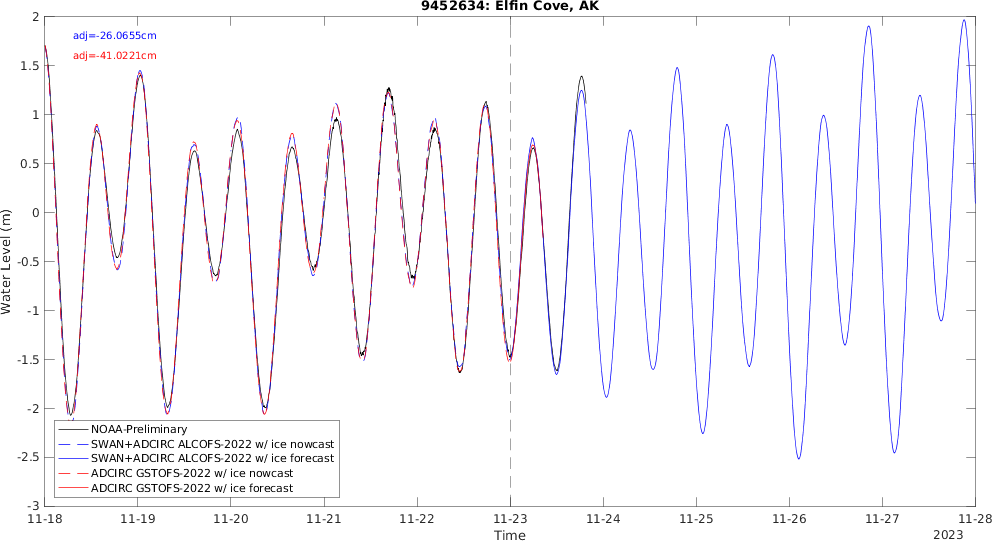 9452634: Elfin Cove, AK
adj=-26.0655cm
adj=-41.0221cm
2
1.5
1
0.5
0
-0.5
-1
-1.5
-2
-2.5
-3
Water Level (m)
NOAA-Preliminary
SWAN+ADCIRC ALCOFS-2022 w/ ice nowcast
SWAN+ADCIRC ALCOFS-2022 w/ ice forecast
ADCIRC GSTOFS-2022 w/ ice nowcast
ADCIRC GSTOFS-2022 w/ ice forecast
11-18 11-19 11-20 11-21 11-22 11-23 11-24 11-25 11-26 11-27 11-28
Time
2023